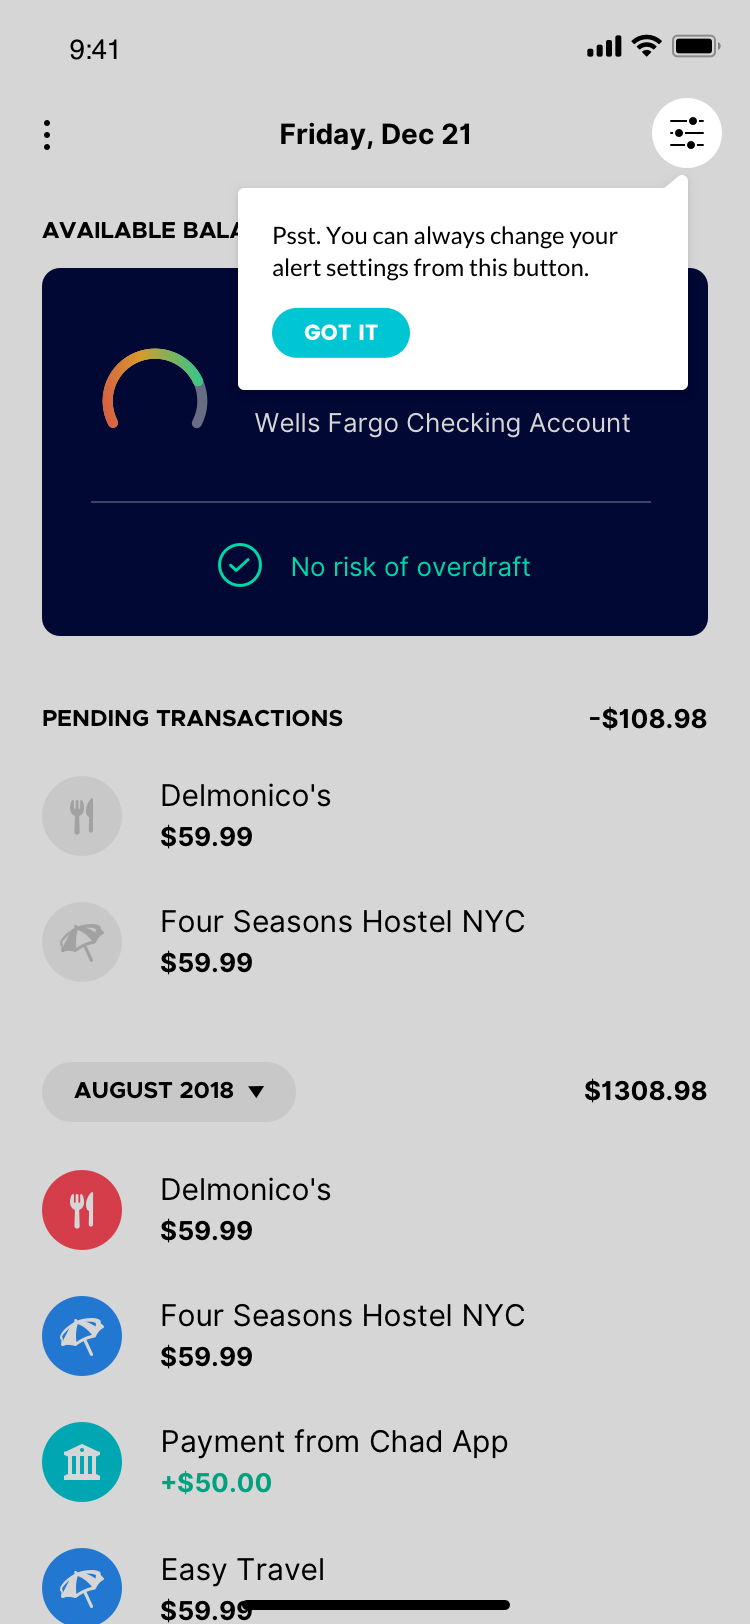 9:41
Friday, Dec 21
AVAILABLE
Psst. You can always change your
alert settings from this button.
GOT IT
Wells Fargo Checking Account
No risk of overdraft
PENDING TRANSACTIONS -$108.98
Delmonico's
$59.99
Four Seasons Hostel NYC
$59.99
AUGUST 2018 $1308.98
Delmonico's
$59.99
Four Seasons Hostel NYC
$59.99
Payment from Chad App
+$50.00
Easy Travel
$59.99